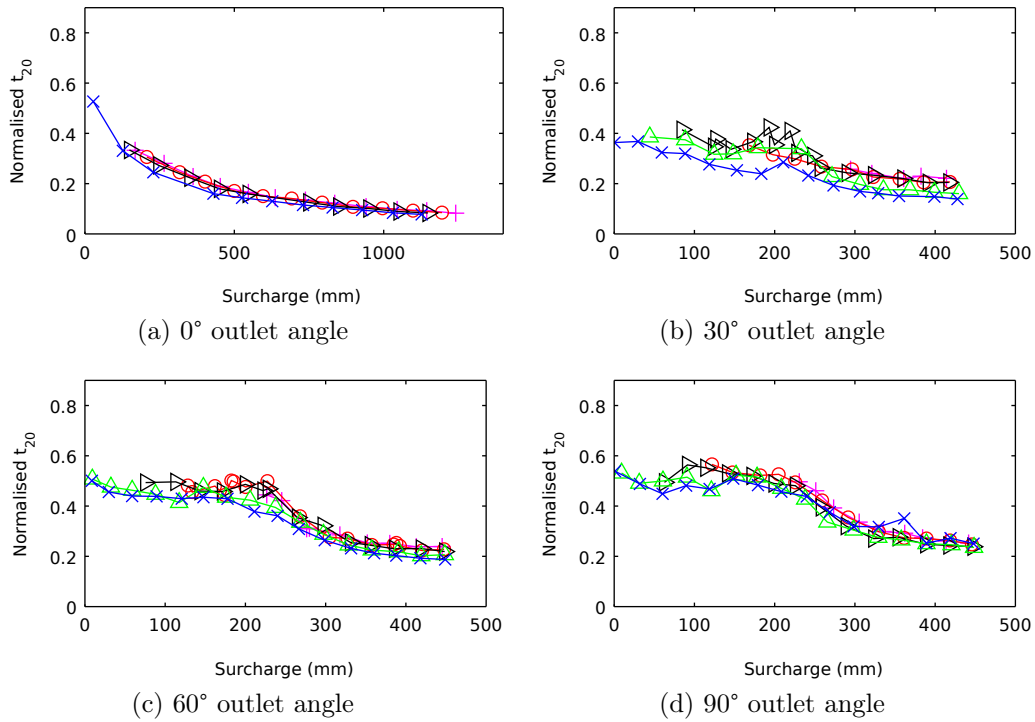 0.8
0.6
0.4
0.2
0
0 500 1000
Normalised t20
Surcharge (mm)
(a) 0° outlet angle
0.8
0.6
0.4
0.2
0
0 100 200 300 400 500
Normalised t20
Surcharge (mm)
(b) 30° outlet angle
0.8
0.6
0.4
0.2
0
0 100 200 300 400 500
Normalised t20
Surcharge (mm)
(c) 60° outlet angle
0.8
0.6
0.4
0.2
0
0 100 200 300 400 500
Normalised t20
Surcharge (mm)
(d) 90° outlet angle